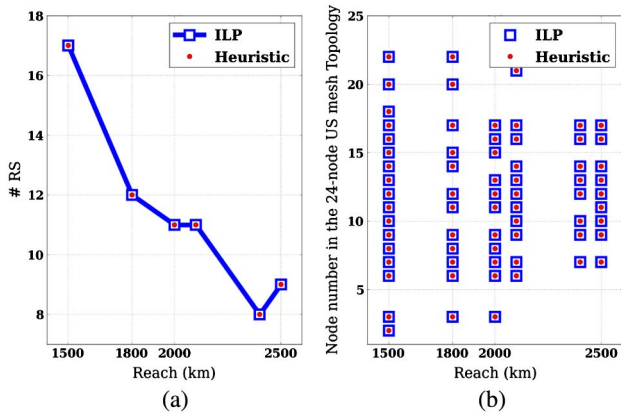 18
16
14
12
10
8
# RS
1500
1800
2000
2500
Reach (km)
ILP
Heuristic
(a)
25
20
15
10
5
Node number in the 24-node US mesh Topology
1500
1800
2000
2500
Reach (km)
ILP
Heuristic
(b)